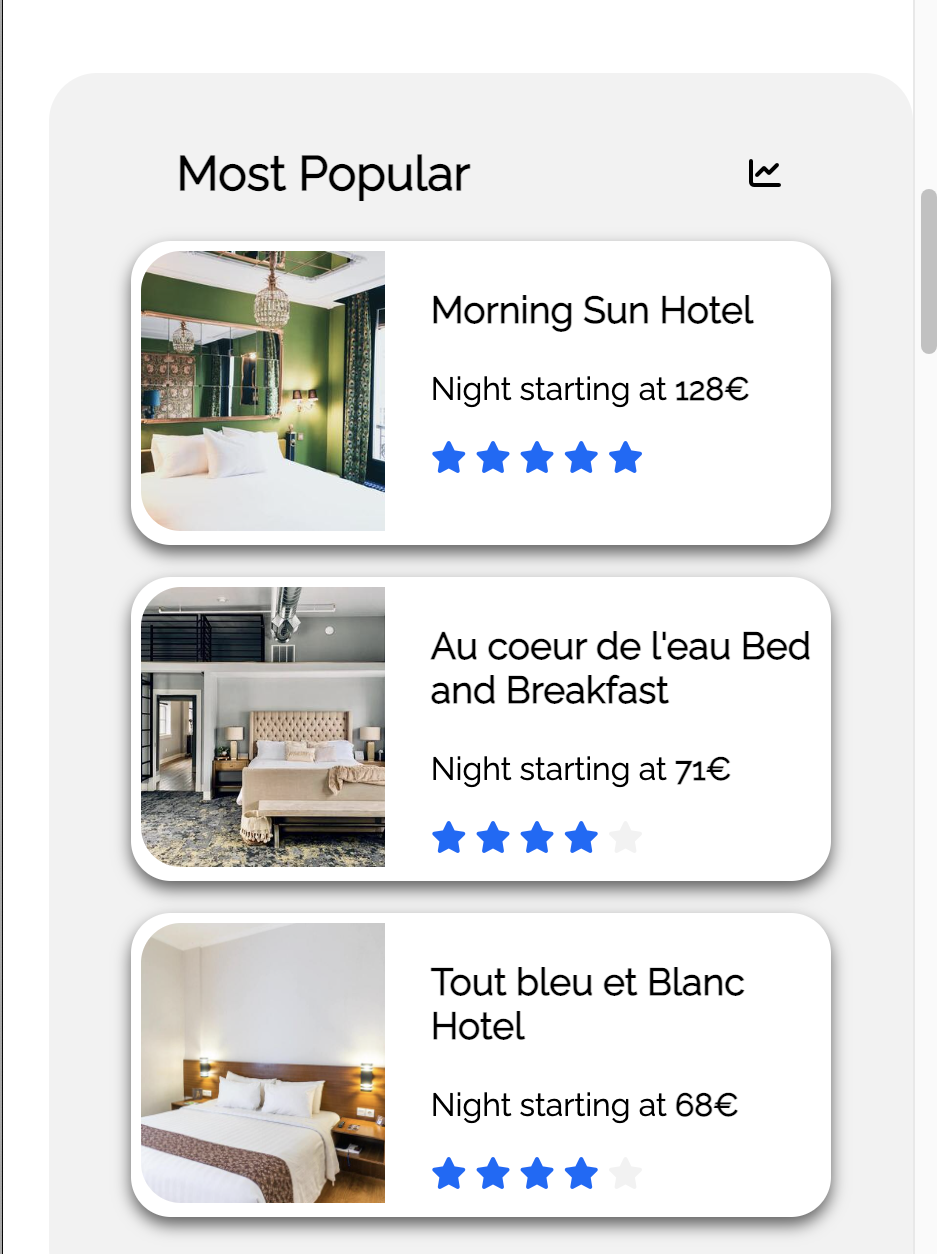 Most Popular
Morning Sun Hotel
Night starting at 128€
Au coeur de l'eau Bed
and Breakfast
Night starting at 71€
Tout bleu et Blanc
Hotel
Night starting at 68€